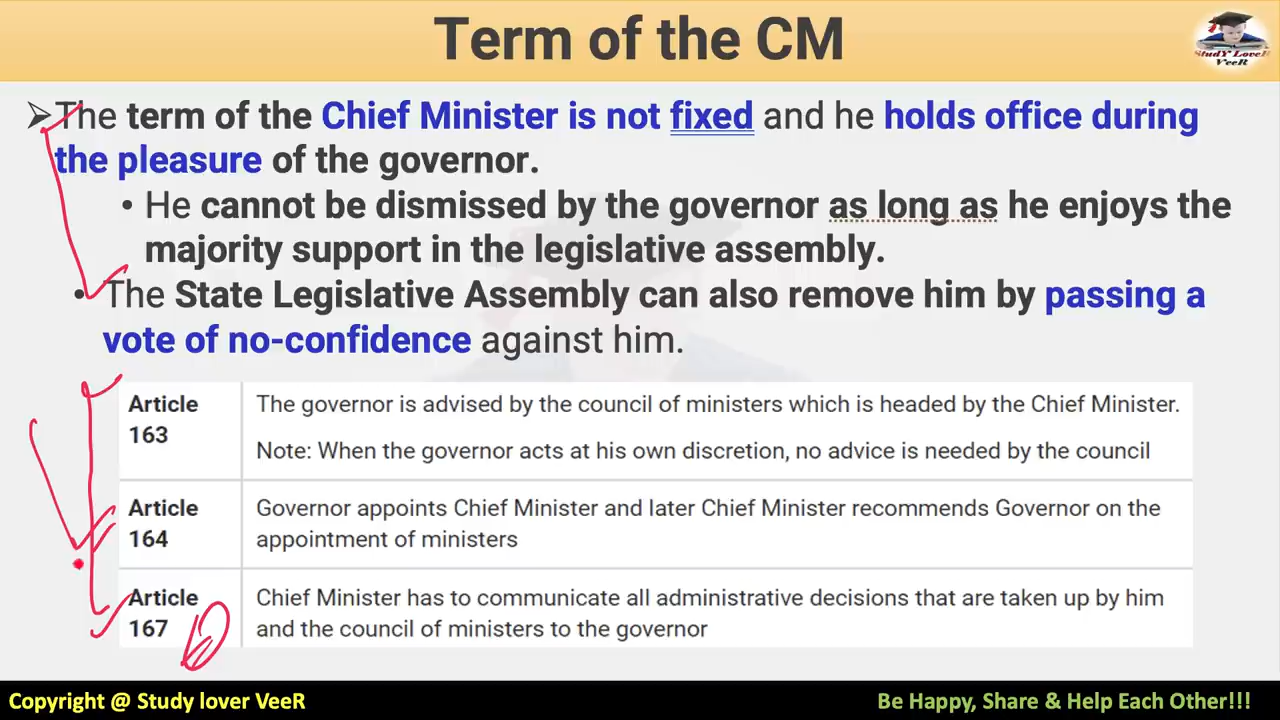 Term of the CM
StudY LoveR
VeeR
➢ The term of the Chief Minister is not fixed and he holds office during
the pleasure of the governor.
• He cannot be dismissed by the governor as long as he enjoys the
majority support in the legislative assembly.
• The State Legislative Assembly can also remove him by passing a
vote of no-confidence against him.
Article
163
The governor is advised by the council of ministers which is headed by the Chief Minister.
Note: When the governor acts at his own discretion, no advice is needed by the council
Article
164
Governor appoints Chief Minister and later Chief Minister recommends Governor on the
appointment of ministers
Article
167
Chief Minister has to communicate all administrative decisions that are taken up by him
and the council of ministers to the governor
Copyright @ Study lover VeeR
Be Happy, Share & Help Each Other!!!